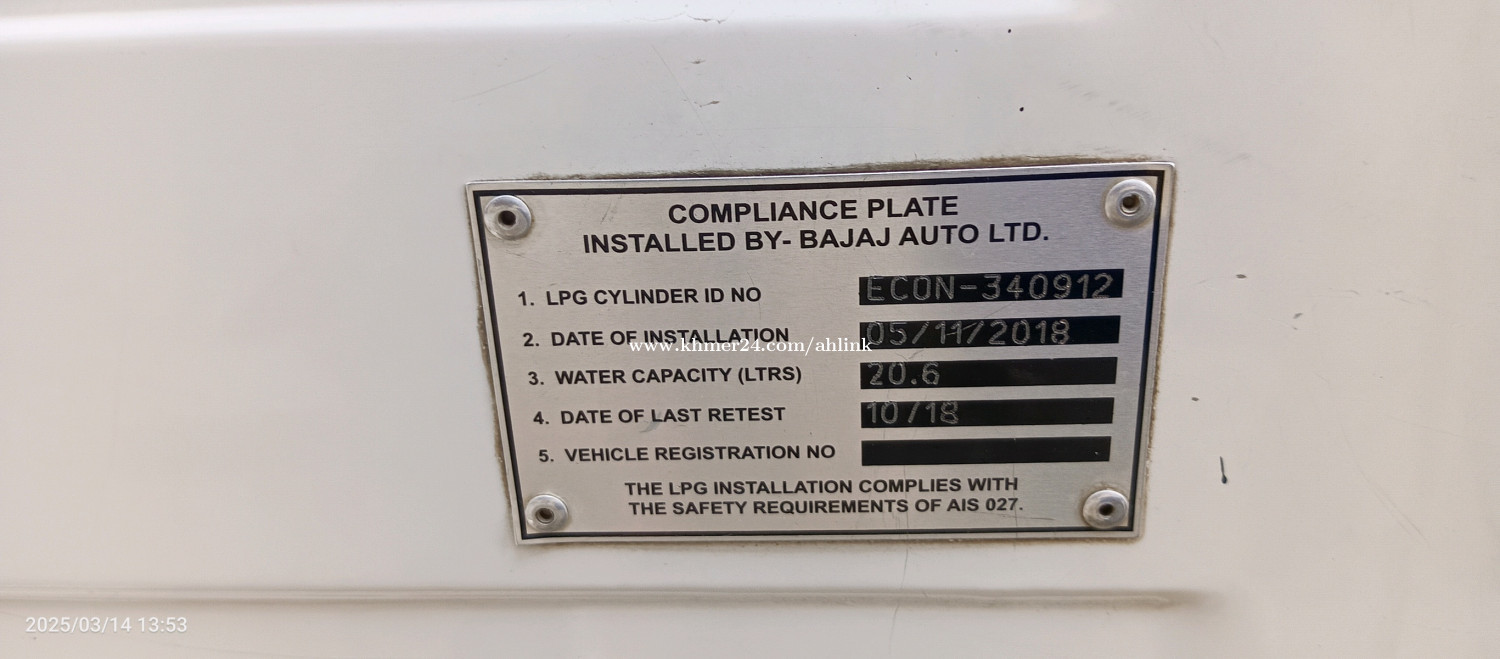 COMPLIANCE PLATE
INSTALLED BY- BAJAJ AUTO LTD.
1. LPG CYLINDER ID NO ECON-340912
2. DATE OF INSTALLATION 05/11/2018
www.khmer24.com/ahlink
3. WATER CAPACITY (LTRS) 20.6
4. DATE OF LAST RETEST 10/18
5. VEHICLE REGISTRATION NO
THE LPG INSTALLATION COMPLIES WITH
THE SAFETY REQUIREMENTS OF AIS 027.
2025/03/14 13:53